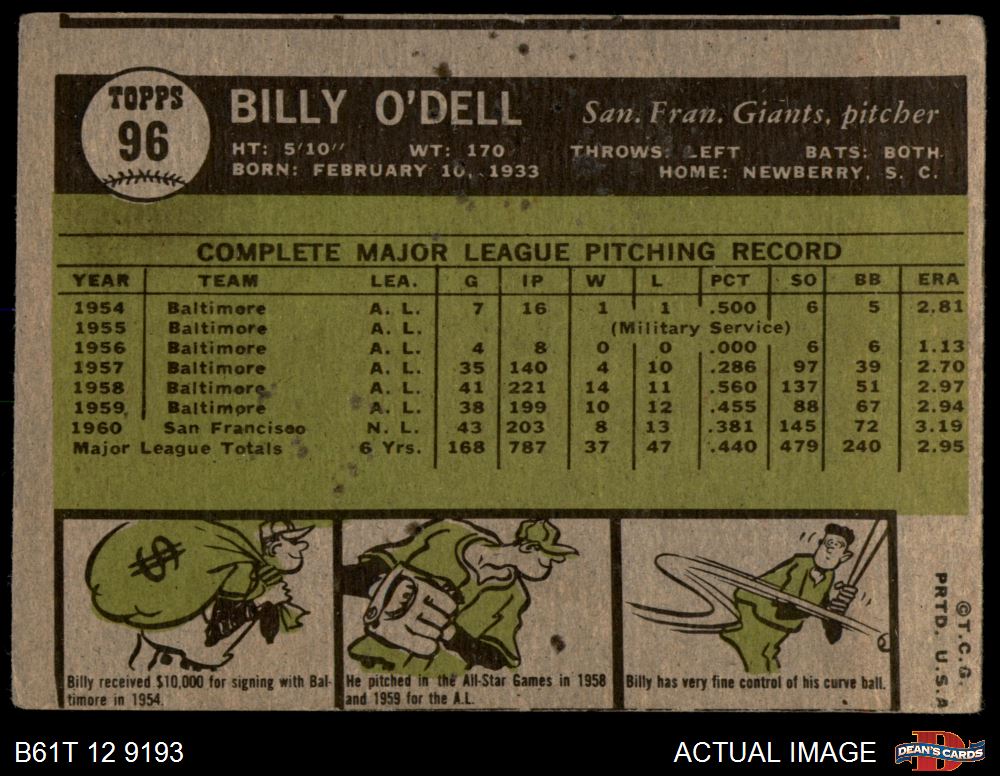 TOPPS
96
BILLY O'DELL
San. Fran. Giants, pitcher
HT: 5'10" WT: 170 THROWS: LEFT BATS: BOTH
BORN: FEBRUARY 10, 1933 HOME: NEWBERRY, S. C.
COMPLETE MAJOR LEAGUE PITCHING RECORD
YEAR TEAM LEA. G IP W L PCT SO BB ERA
1954 Baltimore A. L. 7 16 1 1 .500 6 5 2.81
1955 Baltimore A. L. (Military Service)
1956 Baltimore A. L. 4 8 0 0 .000 6 6 1.13
1957 Baltimore A. L. 35 140 4 10 .286 97 39 2.70
1958 Baltimore A. L. 41 221 14 11 .560 137 51 2.97
1959 Baltimore A. L. 38 199 10 12 .455 88 67 2.94
1960 San Francisco N. L. 43 203 8 13 .381 145 72 3.19
Major League Totals 6 Yrs. 168 787 37 47 .440 479 240 2.95
$
Billy received $10,000 for signing with Bal-
timore in 1954.
He pitched in the All-Star Games in 1958
and 1959 for the A.L.
Billy has very fine control of his curve ball.
©T.C.G.
PRTD. U.S.A
B61T 12 9193
ACTUAL IMAGE
D
DEAN'S CARDS